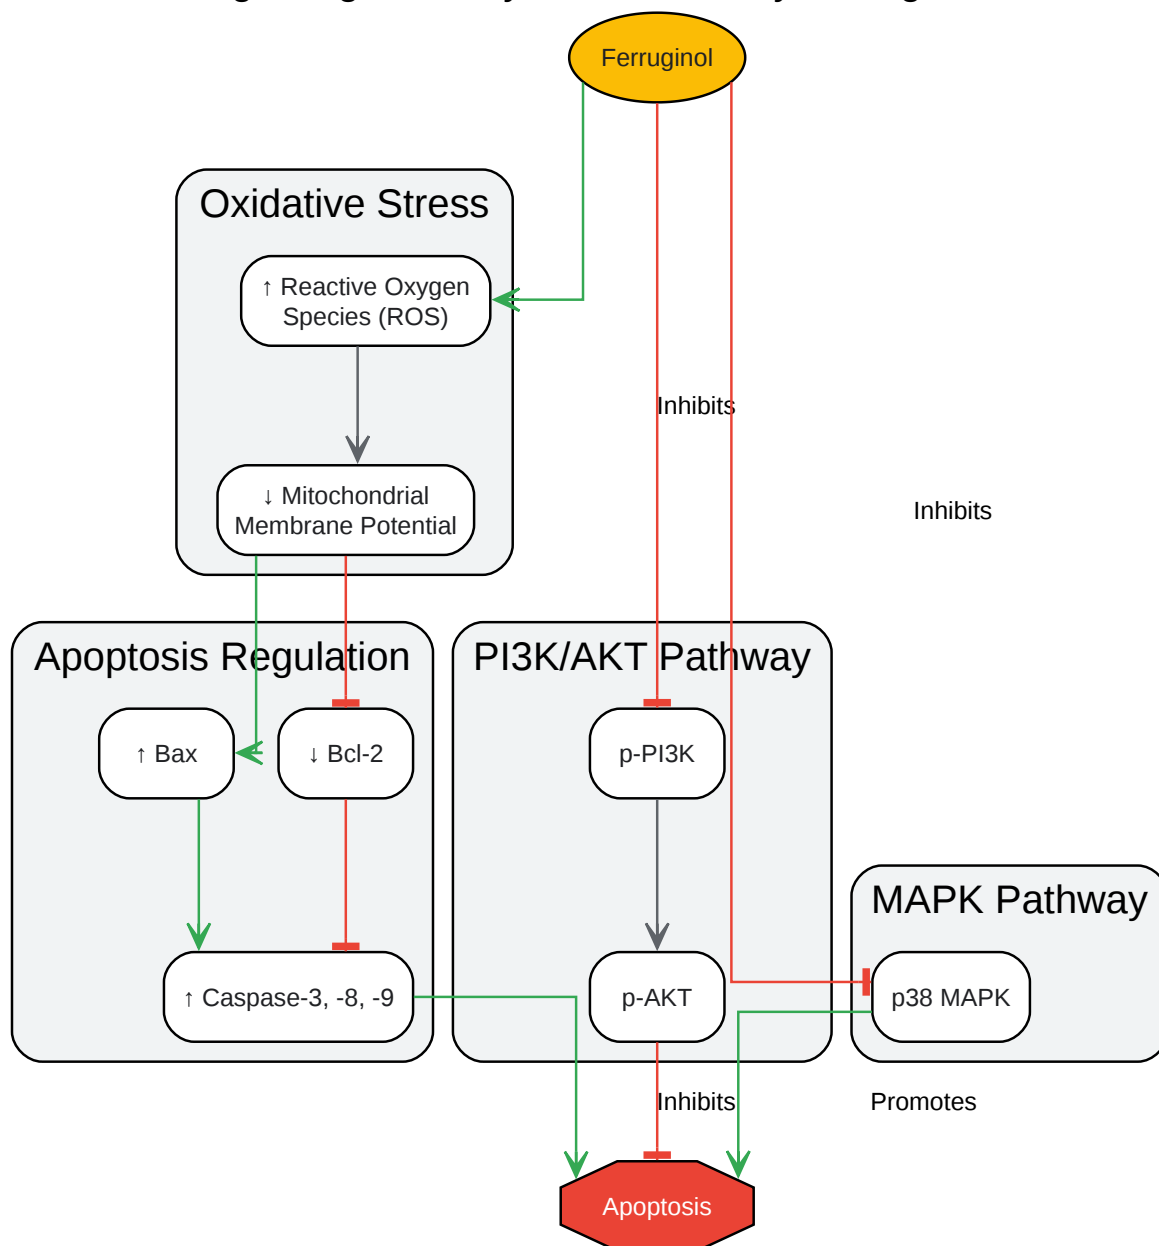 Ferruginol
Oxidative Stress
↑ Reactive Oxygen
Species (ROS)
Inhibits
↓ Mitochondrial
Membrane Potential
Inhibits
Apoptosis Regulation
PI3K/AKT Pathway
↑ Bax
↓ Bcl-2
p-PI3K
MAPK Pathway
↑ Caspase-3, -8, -9
p-AKT
p38 MAPK
Inhibits
Promotes
Apoptosis